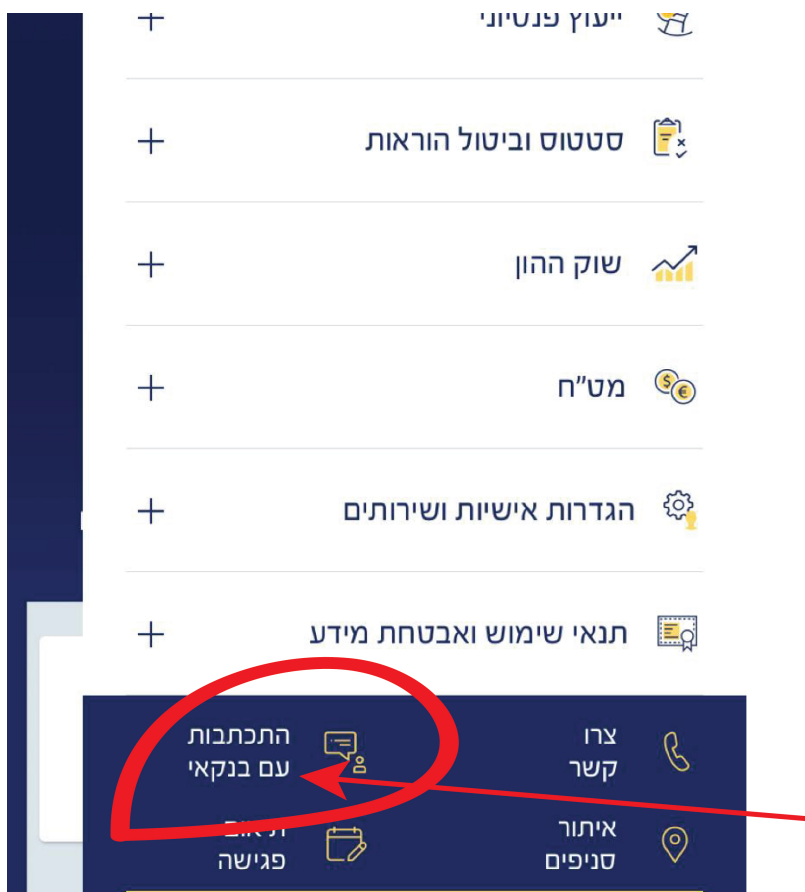 ייעוץ פנסיוני
סטטוס וביטול הוראות
שוק ההון
מט"ח
הגדרות אישיות ושירותים
תנאי שימוש ואבטחת מידע
צרו
קשר
התכתבות
עם בנקאי
איתור
סניפים
פגישה